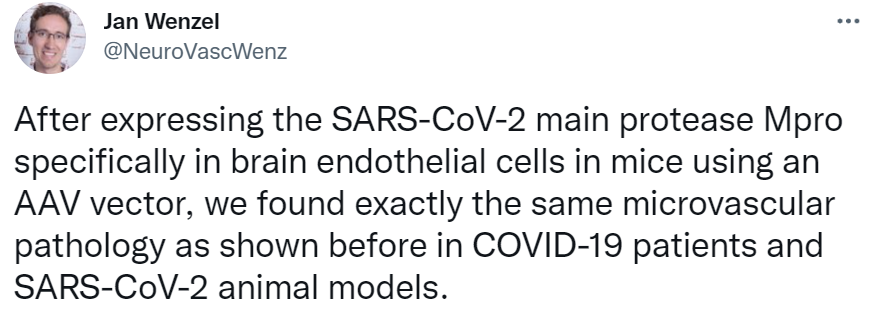 Jan Wenzel
@NeuroVascWenz
After expressing the SARS-CoV-2 main protease Mpro
specifically in brain endothelial cells in mice using an
AAV vector, we found exactly the same microvascular
pathology as shown before in COVID-19 patients and
SARS-CoV-2 animal models.